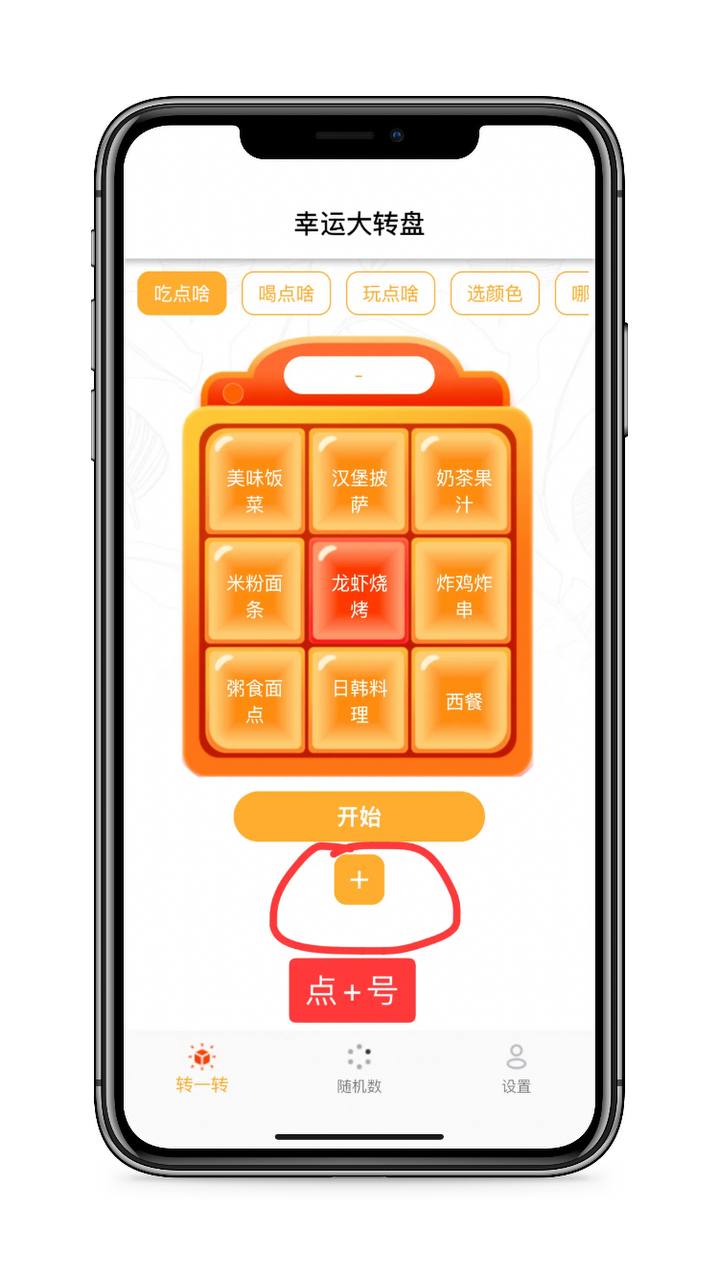 幸运大转盘
吃点啥
喝点啥
玩点啥
选颜色
哪
-
美味饭
菜
汉堡披
萨
奶茶果
汁
米粉面
条
龙虾烧
烤
炸鸡炸
串
粥食面
点
日韩料
理
西餐
开始
+
点+号
转一转
随机数
设置